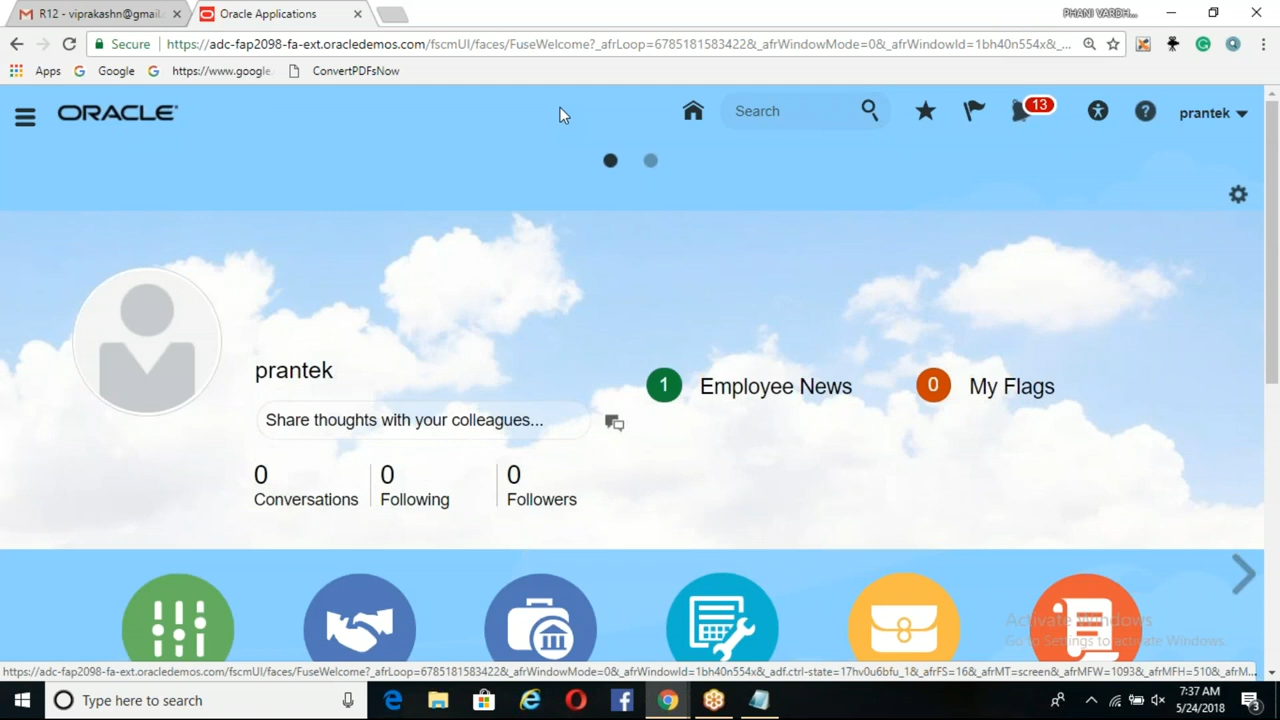 R12 - viprakashn@gmail.
Oracle Applications
PHANI VARDH...
Secure
https://adc-fap2098-fa-ext.oracledemos.com/fscmUI/faces/FuseWelcome?_afrLoop=6785181583422&_afrWindowMode=0&_afrWindowId=1bh40n554x&_...
Apps
Google
https://www.google.
ConvertPDFsNow
ORACLE
Search
13
prantek
prantek
1
Employee News
0
My Flags
Share thoughts with your colleagues...
0
0
0
Conversations
Following
Followers
Activate Windows
Go to Settings to activate Windows.
https://adc-fap2098-fa-ext.oracledemos.com/fscmUI/faces/FuseWelcome?_afrLoop=6785181583422&_afrWindowMode=0&_afrWindowId=1bh40n554x&_adf.ctrl-state=17hv0u6bfu_1&_afrFS=16&_afrMT=screen&_afrMFW=1093&_afrMFH=510&_afrM...
Type here to search
7:37 AM
5/24/2018
3